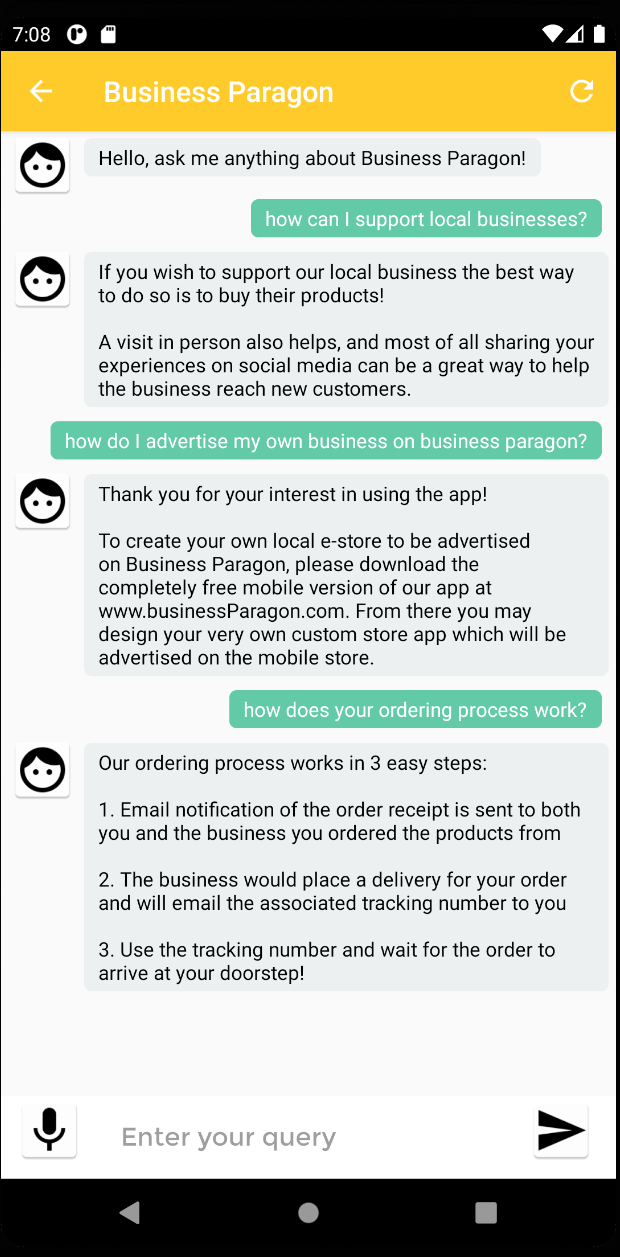 7:08
Business Paragon
Hello, ask me anything about Business Paragon!
how can I support local businesses?
If you wish to support our local business the best way
to do so is to buy their products!
A visit in person also helps, and most of all sharing your
experiences on social media can be a great way to help
the business reach new customers.
how do I advertise my own business on business paragon?
Thank you for your interest in using the app!
To create your own local e-store to be advertised
on Business Paragon, please download the
completely free mobile version of our app at
www.businessParagon.com. From there you may
design your very own custom store app which will be
advertised on the mobile store.
how does your ordering process work?
Our ordering process works in 3 easy steps:
1. Email notification of the order receipt is sent to both
you and the business you ordered the products from
2. The business would place a delivery for your order
and will email the associated tracking number to you
3. Use the tracking number and wait for the order to
arrive at your doorstep!
Enter your query